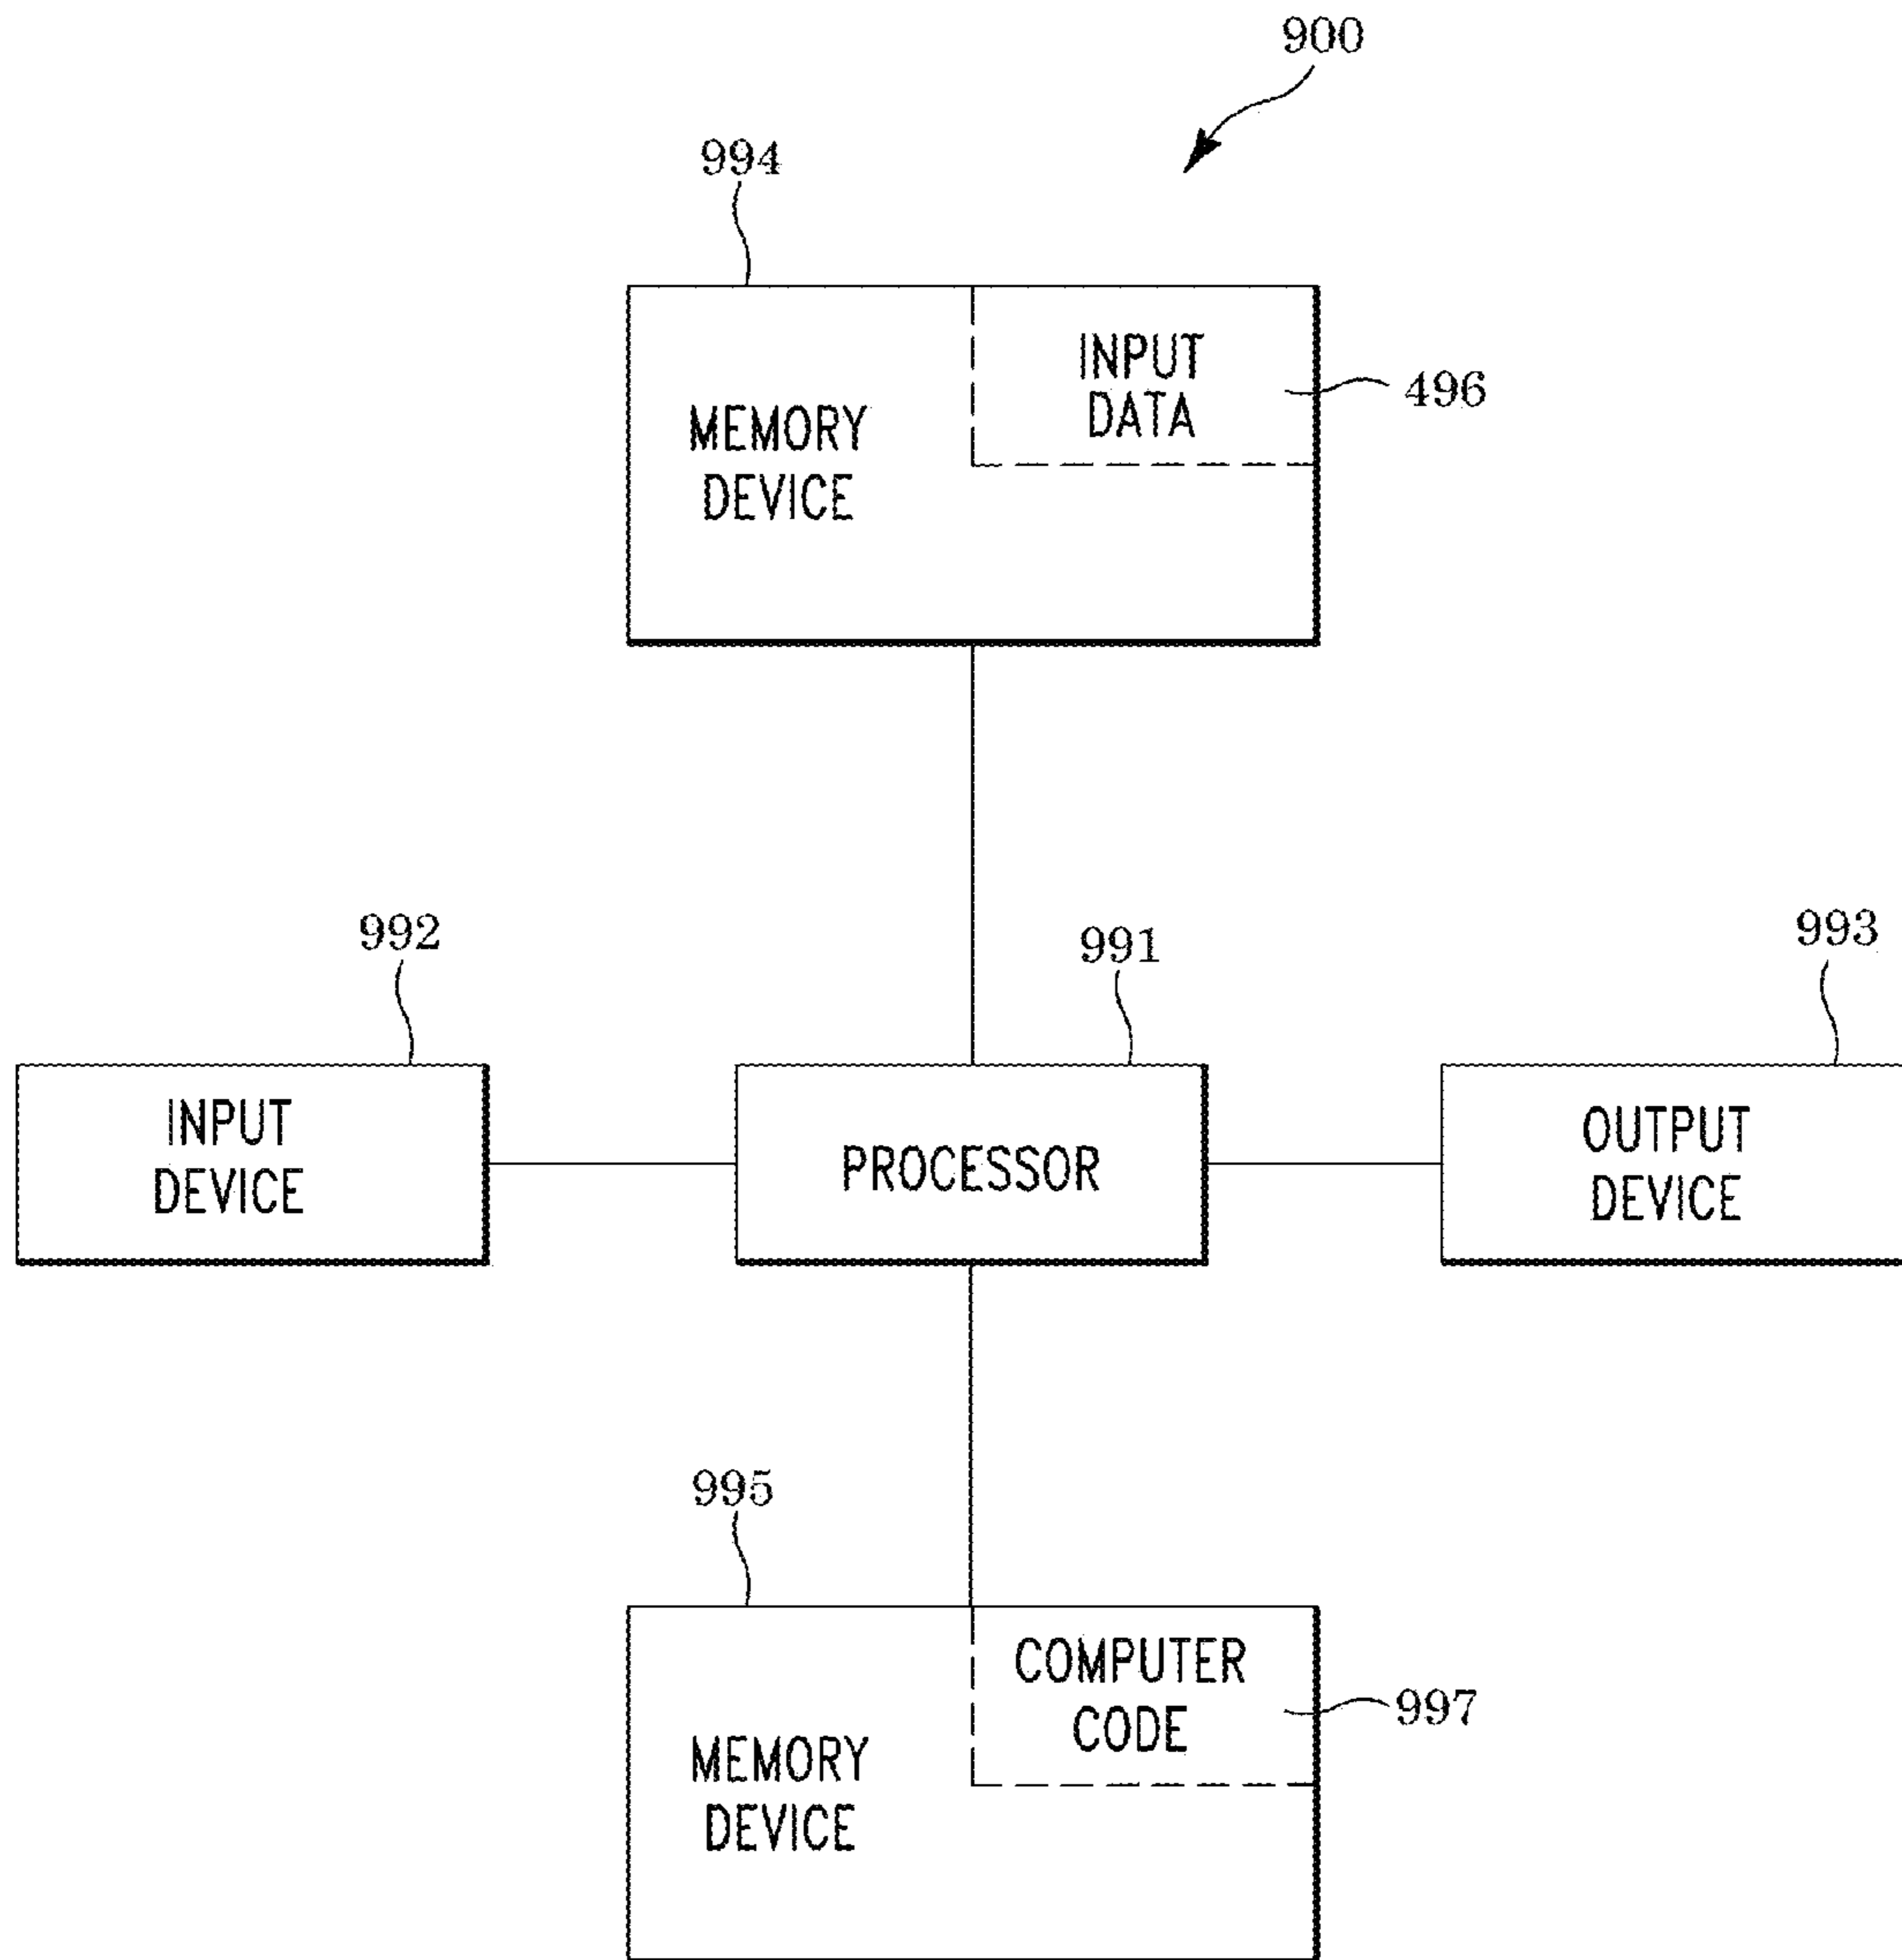 900
994
INPUT
DATA
496
MEMORY
DEVICE
992
991
993
INPUT
DEVICE
PROCESSOR
OUTPUT
DEVICE
995
COMPUTER
CODE
997
MEMORY
DEVICE